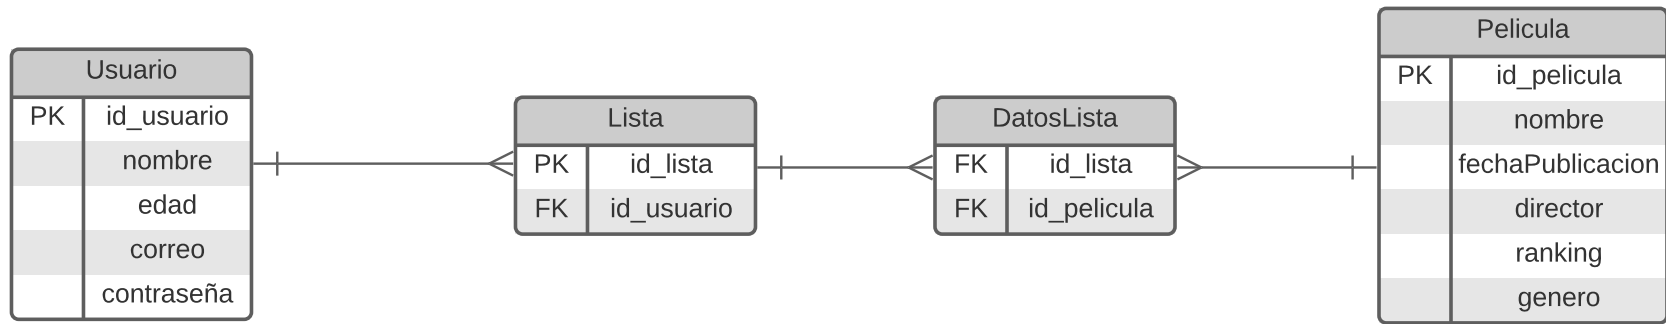 Usuario
PK id_usuario
nombre
edad
correo
contraseña
Lista
PK id_lista
FK id_usuario
DatosLista
FK id_lista
FK id_pelicula
Pelicula
PK id_pelicula
nombre
fechaPublicacion
director
ranking
genero